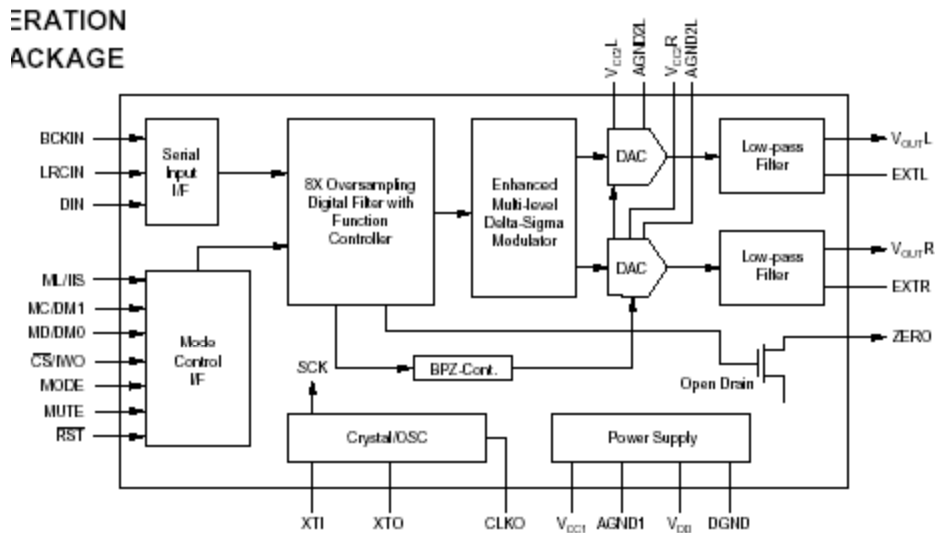 ERATION
ACKAGE
VCC2L
AGND2L
VCC2R
AGND2L
BCKIN
LRCIN
DIN
Serial
Input
I/F
8X Oversampling
Digital Filter with
Function
Controller
Enhanced
Multi-level
Delta-Sigma
Modulator
DAC
Low-pass
Filter
VOUTL
EXTL
DAC
Low-pass
Filter
VOUTR
EXTR
ML/IIS
MC/DM1
MD/DM0
CS/IWO
MODE
MUTE
RST
Mode
Control
I/F
SCK
BPZ-Cont.
Open Drain
ZERO
Crystal/OSC
Power Supply
XTI
XTO
CLKO
VCC1
AGND1
VDD
DGND